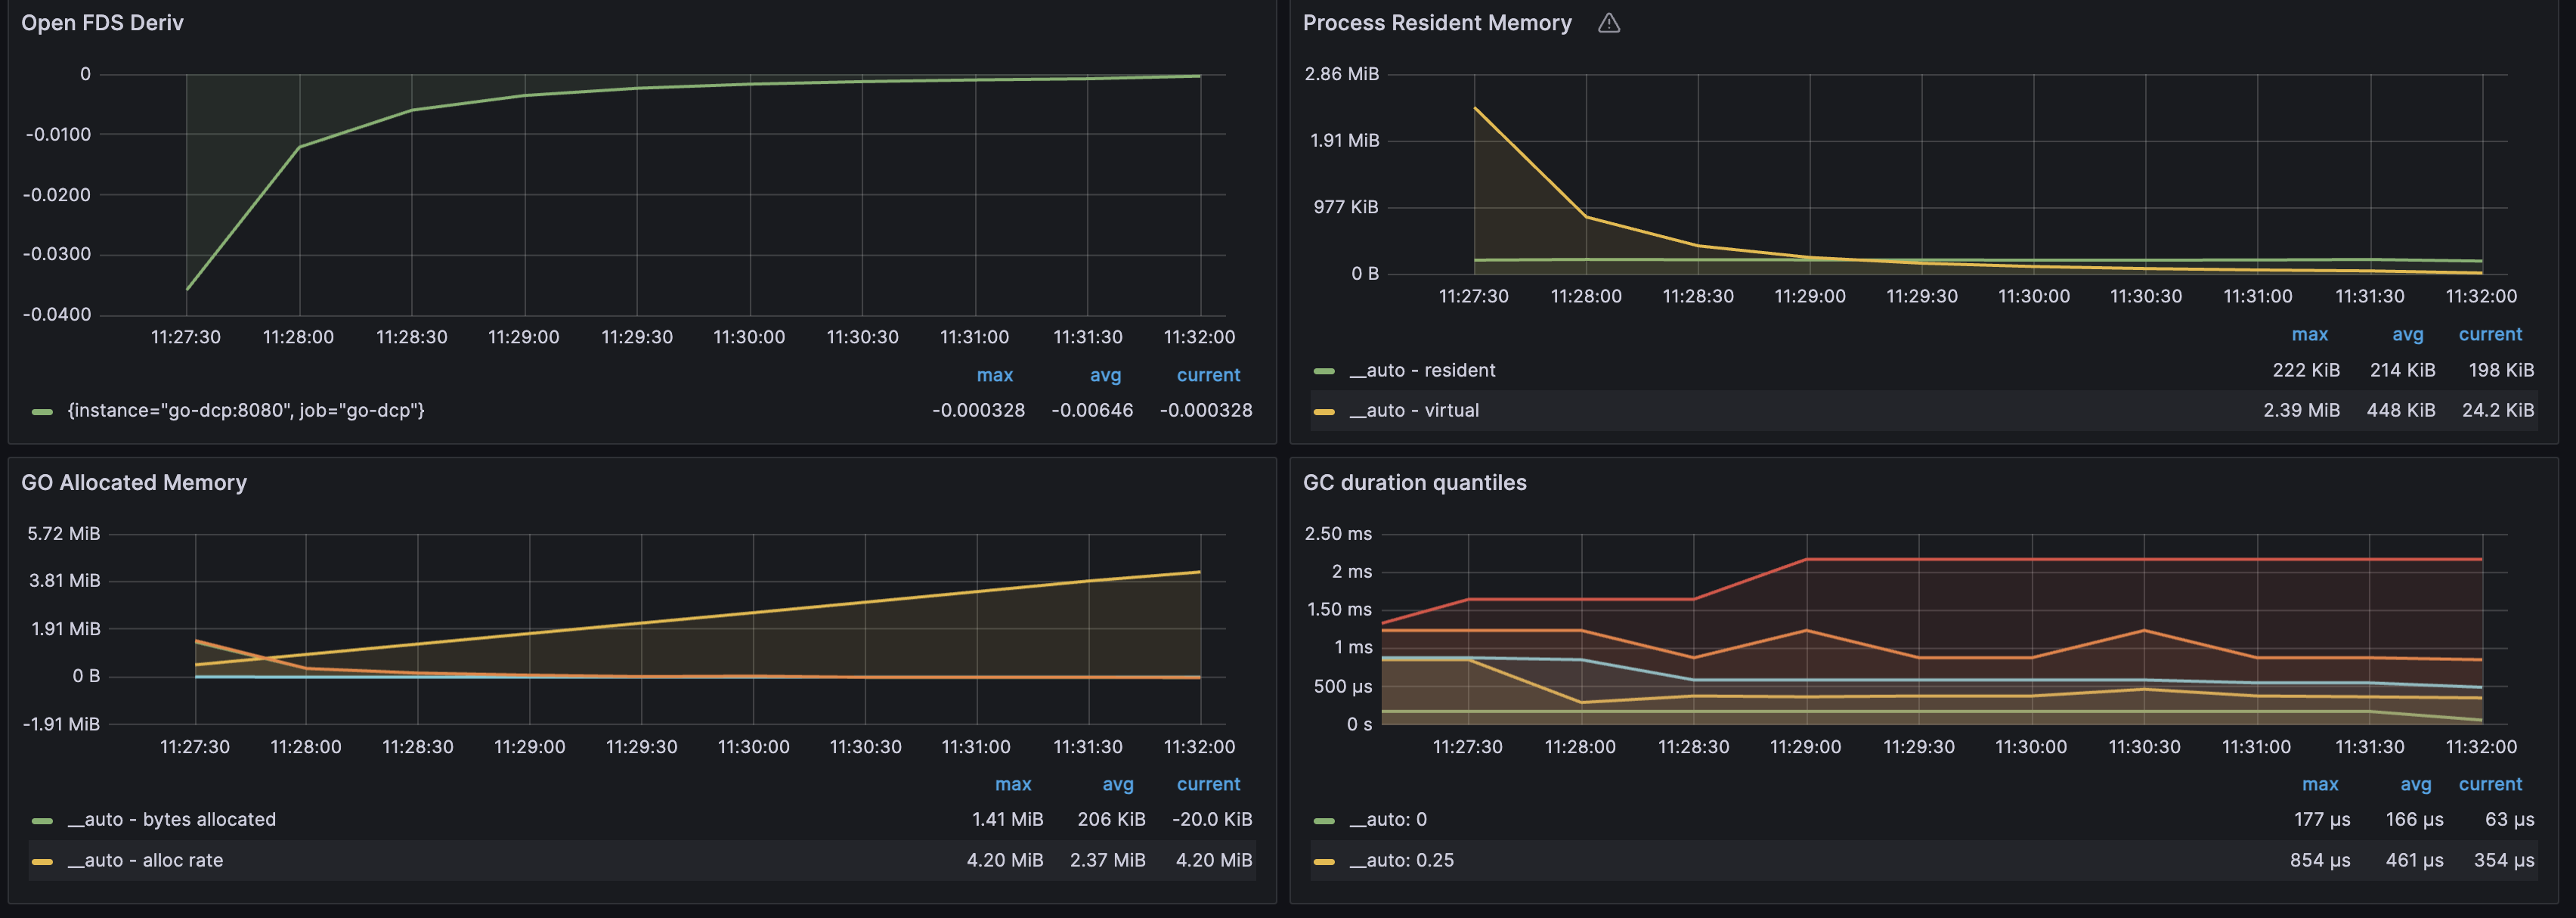 Open FDS Deriv
0
-0.0100
-0.0200
-0.0300
-0.0400
11:27:30 11:28:00 11:28:30 11:29:00 11:29:30 11:30:00 11:30:30 11:31:00 11:31:30 11:32:00
max avg current
{instance="go-dcp:8080", job="go-dcp"} -0.000328 -0.00646 -0.000328
Process Resident Memory
2.86 MiB
1.91 MiB
977 KiB
0 B
11:27:30 11:28:00 11:28:30 11:29:00 11:29:30 11:30:00 11:30:30 11:31:00 11:31:30 11:32:00
max avg current
__auto - resident 222 KiB 214 KiB 198 KiB
__auto - virtual 2.39 MiB 448 KiB 24.2 KiB
GO Allocated Memory
5.72 MiB
3.81 MiB
1.91 MiB
0 B
-1.91 MiB
11:27:30 11:28:00 11:28:30 11:29:00 11:29:30 11:30:00 11:30:30 11:31:00 11:31:30 11:32:00
max avg current
__auto - bytes allocated 1.41 MiB 206 KiB -20.0 KiB
__auto - alloc rate 4.20 MiB 2.37 MiB 4.20 MiB
GC duration quantiles
2.50 ms
2 ms
1.50 ms
1 ms
500 µs
0 s
11:27:30 11:28:00 11:28:30 11:29:00 11:29:30 11:30:00 11:30:30 11:31:00 11:31:30 11:32:00
max avg current
__auto: 0 177 µs 166 µs 63 µs
__auto: 0.25 854 µs 461 µs 354 µs